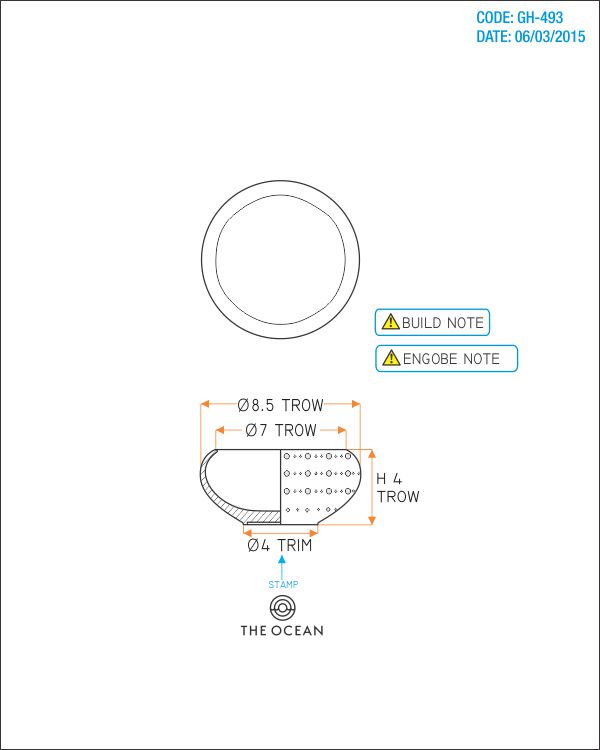 CODE: GH-493
DATE: 06/03/2015
BUILD NOTE
ENGOBE NOTE
Ø8.5 TROW
Ø7 TROW
H 4
TROW
Ø4 TRIM
STAMP
THE OCEAN